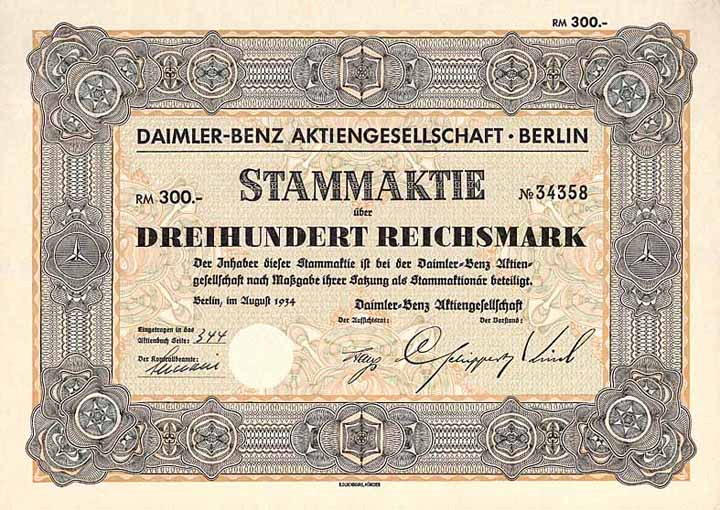 RM 300.-
DAIMLER-BENZ AKTIENGESELLSCHAFT · BERLIN
RM 300.-
STAMMAKTIE
№ 34358
über
DREIHUNDERT REICHSMARK
Der Inhaber dieser Stammaktie ist bei der Daimler-Benz Aktien-
gesellschaft nach Maßgabe ihrer Satzung als Stammaktionär beteiligt.
Berlin, im August 1934
Daimler-Benz Aktiengesellschaft
Der Aufsichtsrat:
Der Vorstand:
Eingetragen in das
Aktienbuch Seite: 344
Der Kontrollbeamte: